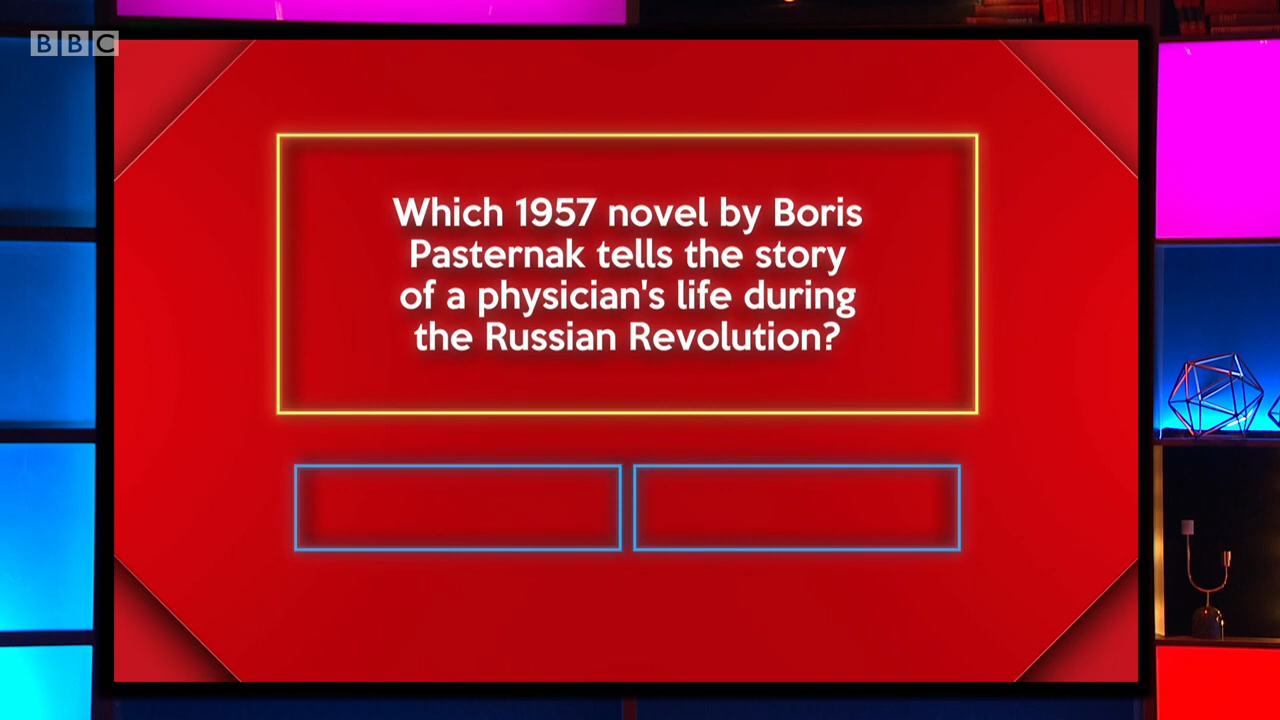 BBC
Which 1957 novel by Boris
Pasternak tells the story
of a physician's life during
the Russian Revolution?